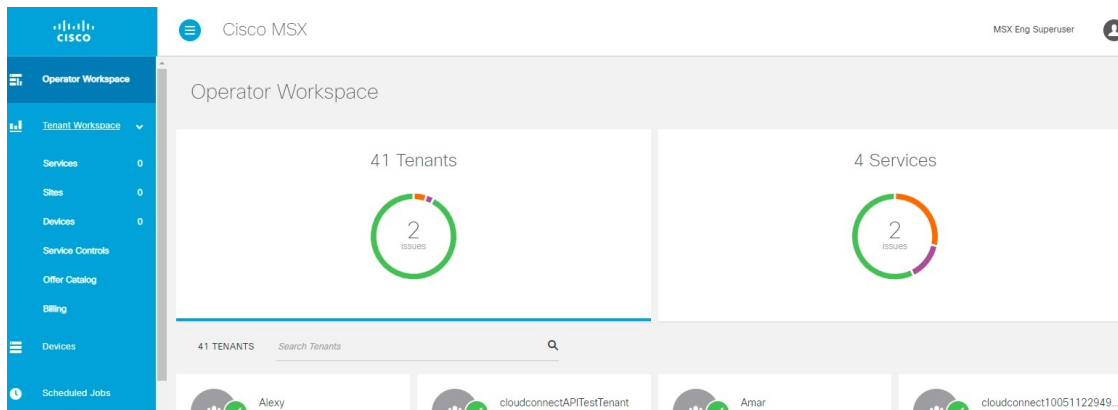 CISCO
Cisco MSX
MSX Eng Superuser
Operator Workspace
Tenant Workspace
Services 0
Sites 0
Devices 0
Service Controls
Offer Catalog
Billing
Devices
Scheduled Jobs
Operator Workspace
41 Tenants
2
issues
4 Services
2
issues
41 TENANTS Search Tenants
Alexy
cloudconnectAPITestTenant
Amar
cloudconnect10051122949...